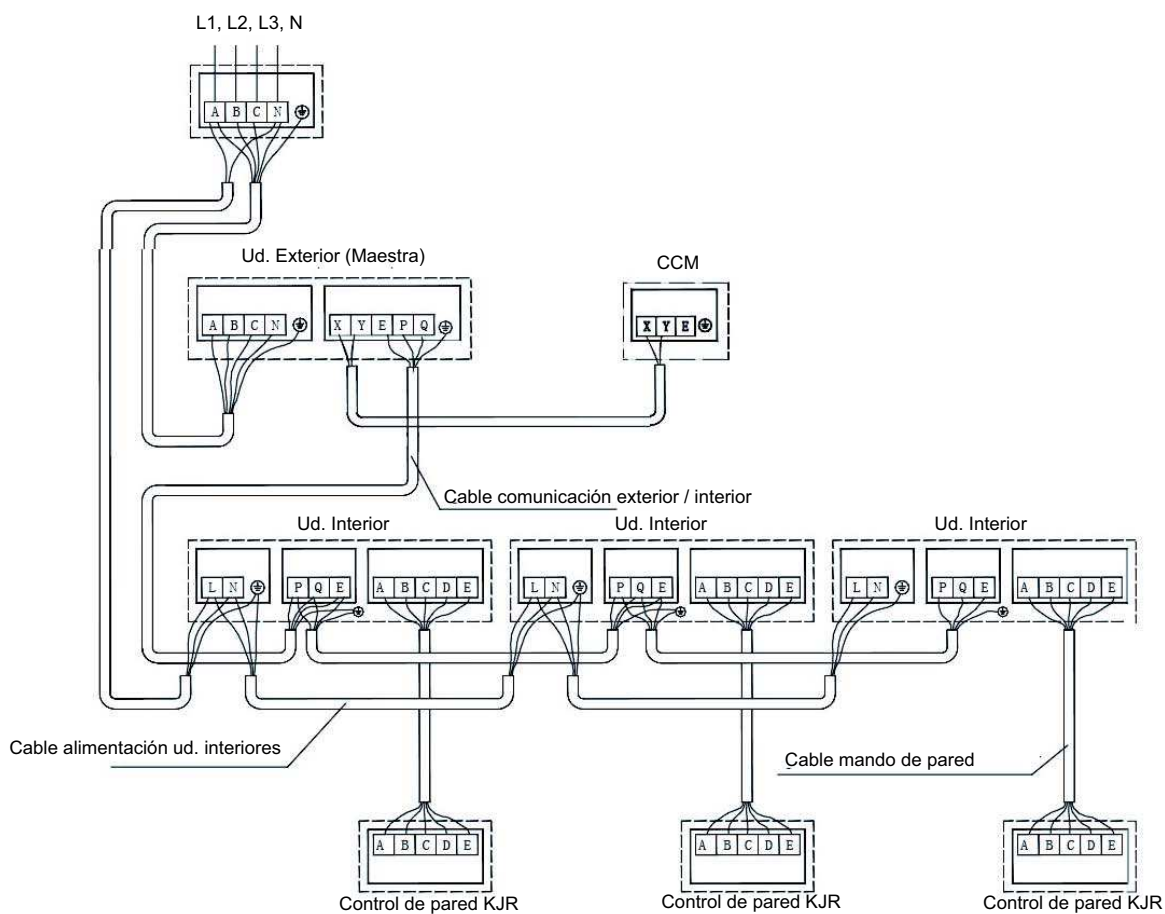 L1, L2, L3, N
A B C N
Ud. Exterior (Maestra)
CCM
A B C N
X Y E P Q
X Y E
Cable comunicación exterior / interior
Ud. Interior
Ud. Interior
Ud. Interior
L N
P Q E
A B C D E
L N
P Q E
A B C D E
L N
P Q E
A B C D E
Cable alimentación ud. interiores
Cable mando de pared
A B C D E
A B C D E
A B C D E
Control de pared KJR
Control de pared KJR
Control de pared KJR